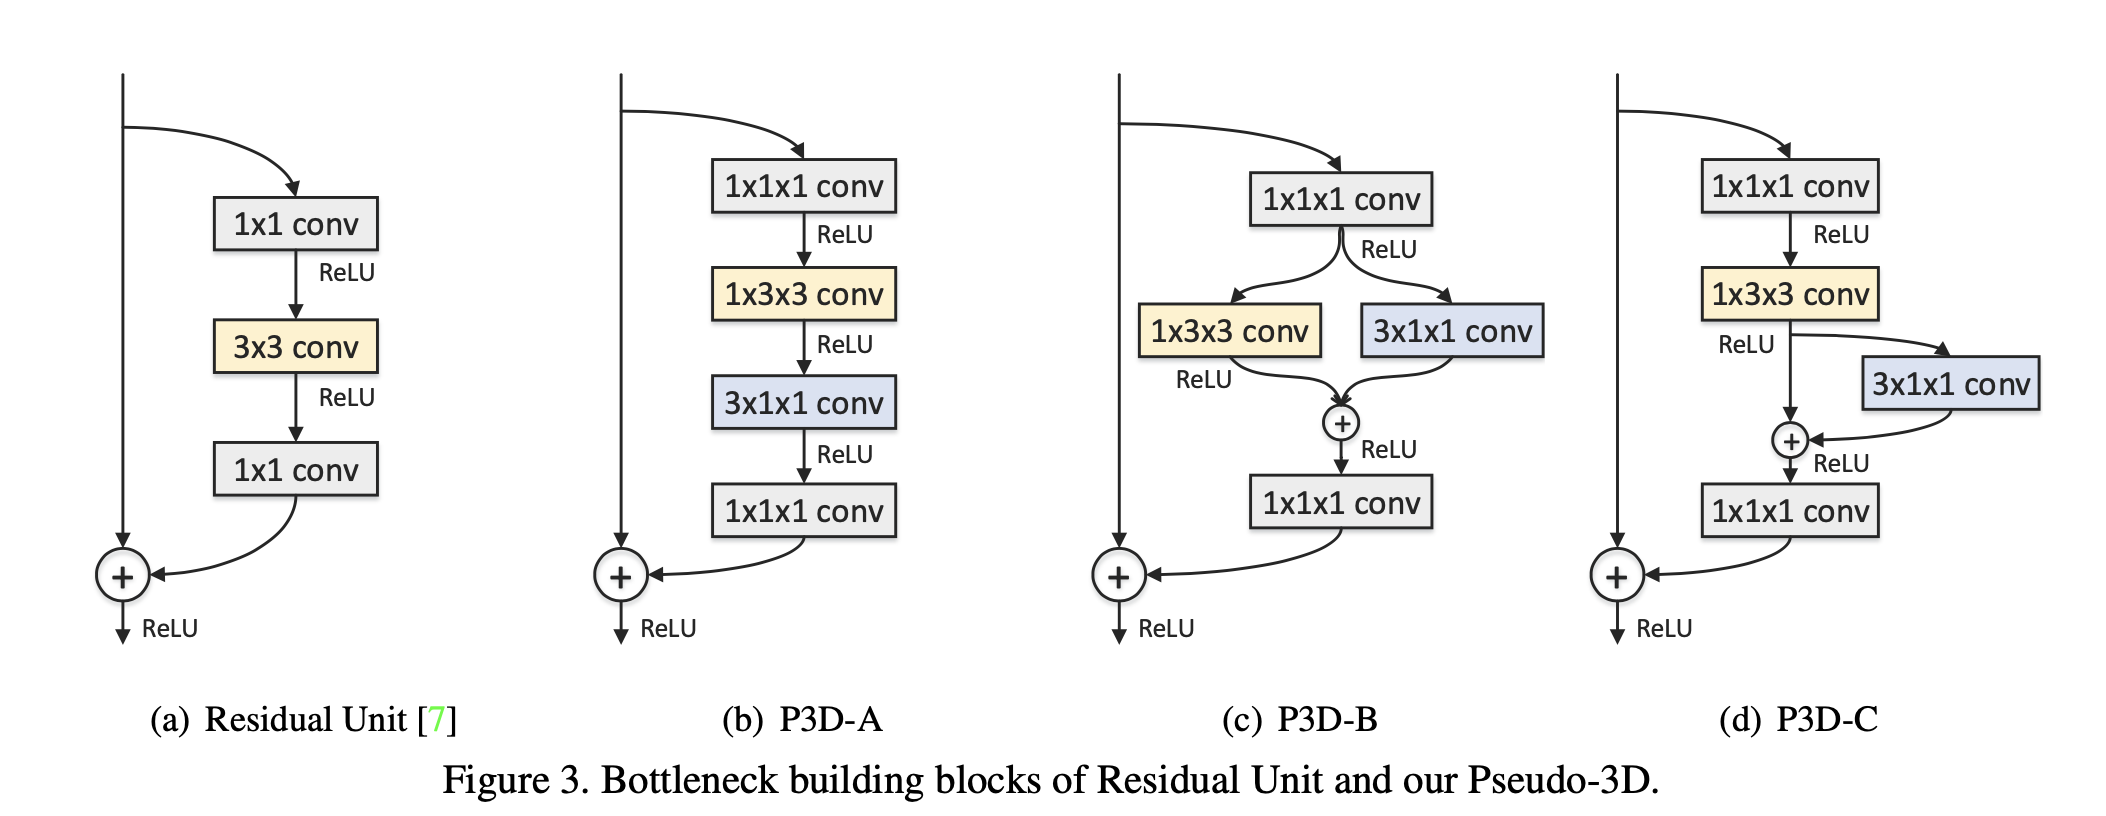 1x1 conv
ReLU
3x3 conv
ReLU
1x1 conv
+
ReLU
(a) Residual Unit [7]
1x1x1 conv
ReLU
1x3x3 conv
ReLU
3x1x1 conv
ReLU
1x1x1 conv
+
ReLU
(b) P3D-A
1x1x1 conv
ReLU
1x3x3 conv
3x1x1 conv
ReLU
+
ReLU
1x1x1 conv
+
ReLU
(c) P3D-B
1x1x1 conv
ReLU
1x3x3 conv
ReLU
3x1x1 conv
+
ReLU
1x1x1 conv
+
ReLU
(d) P3D-C
Figure 3. Bottleneck building blocks of Residual Unit and our Pseudo-3D.